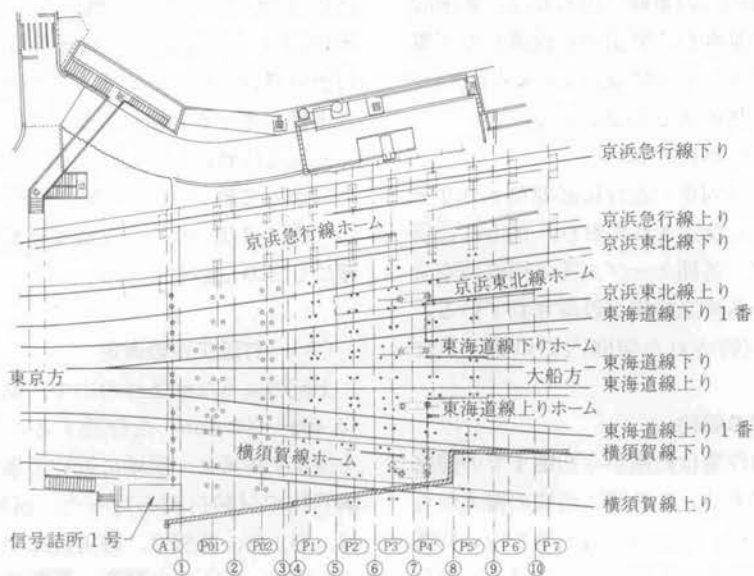 京浜急行線下り
京浜急行線ホーム
京浜急行線上り
京浜東北線下り
京浜東北線ホーム
京浜東北線上り
東海道線下り1番
東海道線下りホーム
東海道線下り
東京方
大船方
東海道線上り
東海道線上りホーム
東海道線上り1番
横須賀線ホーム
横須賀線下り
横須賀線上り
信号詰所1号
A1 P01 P02 P1 P2 P3 P4 P5 P6 P7
① ② ③ ④ ⑤ ⑥ ⑦ ⑧ ⑨ ⑩